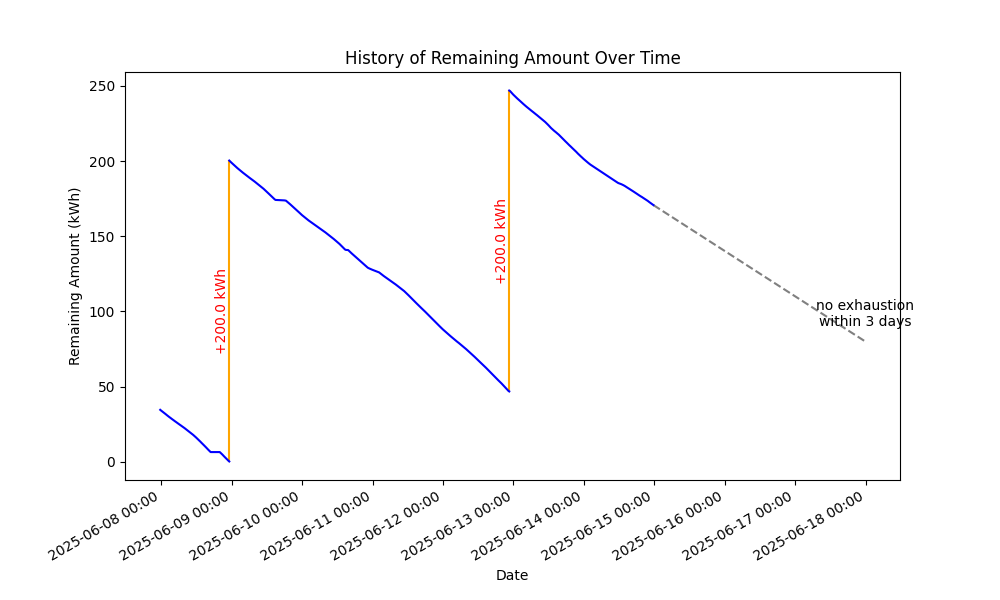 History of Remaining Amount Over Time
Remaining Amount (kWh)
250
200
150
100
50
0
+200.0 kWh
+200.0 kWh
no exhaustion
within 3 days
2025-06-08 00:00
2025-06-09 00:00
2025-06-10 00:00
2025-06-11 00:00
2025-06-12 00:00
2025-06-13 00:00
2025-06-14 00:00
2025-06-15 00:00
2025-06-16 00:00
2025-06-17 00:00
2025-06-18 00:00
Date